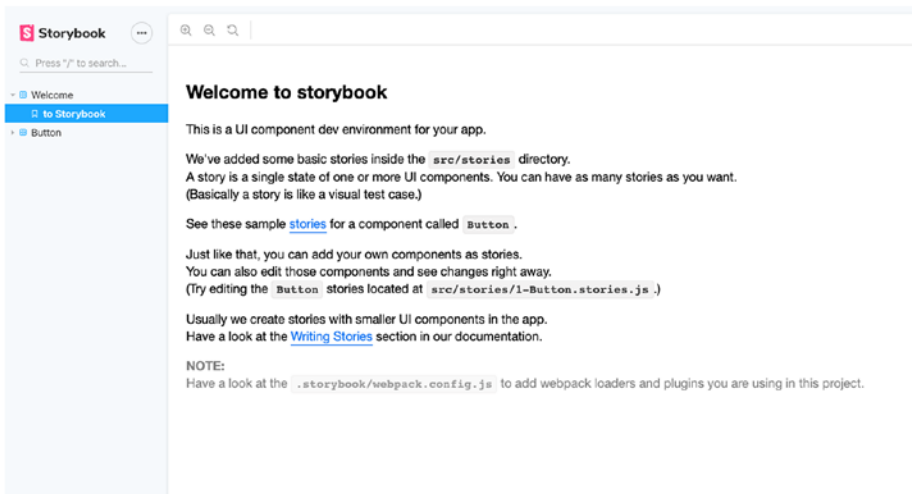 Storybook
Press "/" to search...
Welcome
to Storybook
Button
Welcome to storybook
This is a UI component dev environment for your app.
We've added some basic stories inside the src/stories directory.
A story is a single state of one or more UI components. You can have as many stories as you want.
(Basically a story is like a visual test case.)
See these sample stories for a component called Button .
Just like that, you can add your own components as stories.
You can also edit those components and see changes right away.
(Try editing the Button stories located at src/stories/1-Button.stories.js .)
Usually we create stories with smaller UI components in the app.
Have a look at the Writing Stories section in our documentation.
NOTE:
Have a look at the .storybook/webpack.config.js to add webpack loaders and plugins you are using in this project.